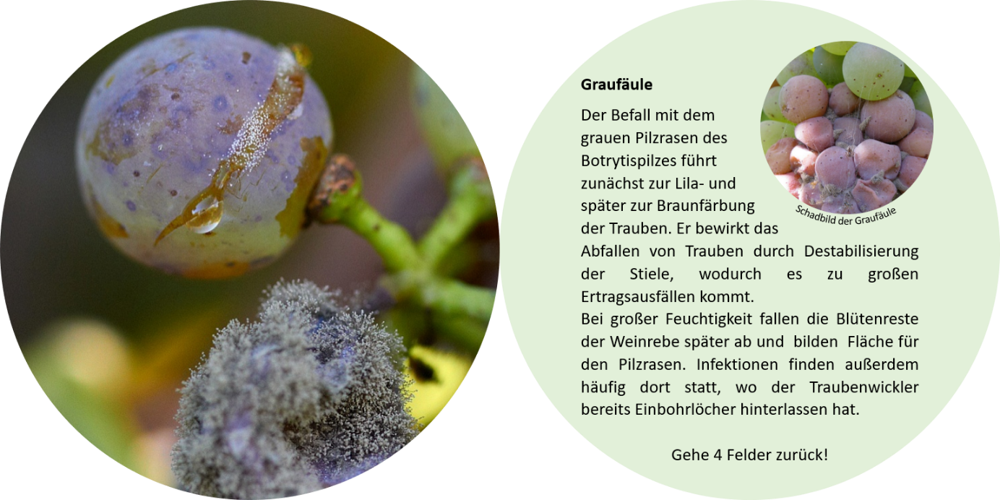 Graufäule
Der Befall mit dem
grauen Pilzrasen des
Botrytispilzes führt
zunächst zur Lila- und
später zur Braunfärbung
der Trauben. Er bewirkt das
Schadbild der Graufäule
Abfallen von Trauben durch Destabilisierung
der Stiele, wodurch es zu großen
Ertragsausfällen kommt.
Bei großer Feuchtigkeit fallen die Blütenreste
der Weinrebe später ab und bilden Fläche für
den Pilzrasen. Infektionen finden außerdem
häufig dort statt, wo der Traubenwickler
bereits Einbohrlöcher hinterlassen hat.
Gehe 4 Felder zurück!